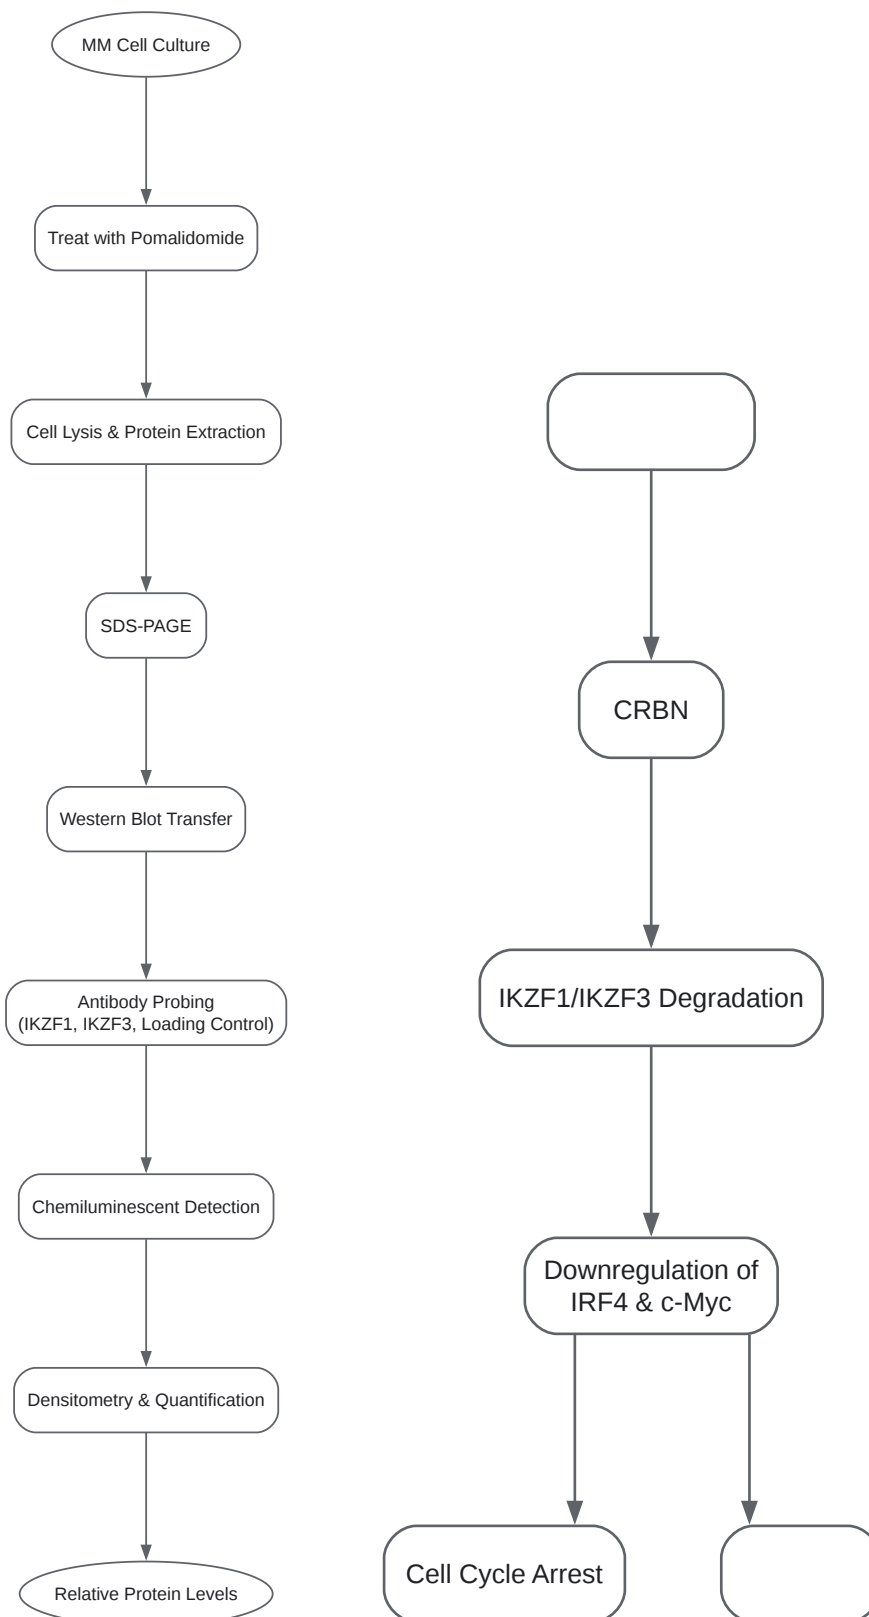 MM Cell Culture
Treat with Pomalidomide
Cell Lysis & Protein Extraction
SDS-PAGE
Western Blot Transfer
Antibody Probing
(IKZF1, IKZF3, Loading Control)
Chemiluminescent Detection
Densitometry & Quantification
Relative Protein Levels
CRBN
IKZF1/IKZF3 Degradation
Downregulation of
IRF4 & c-Myc
Cell Cycle Arrest